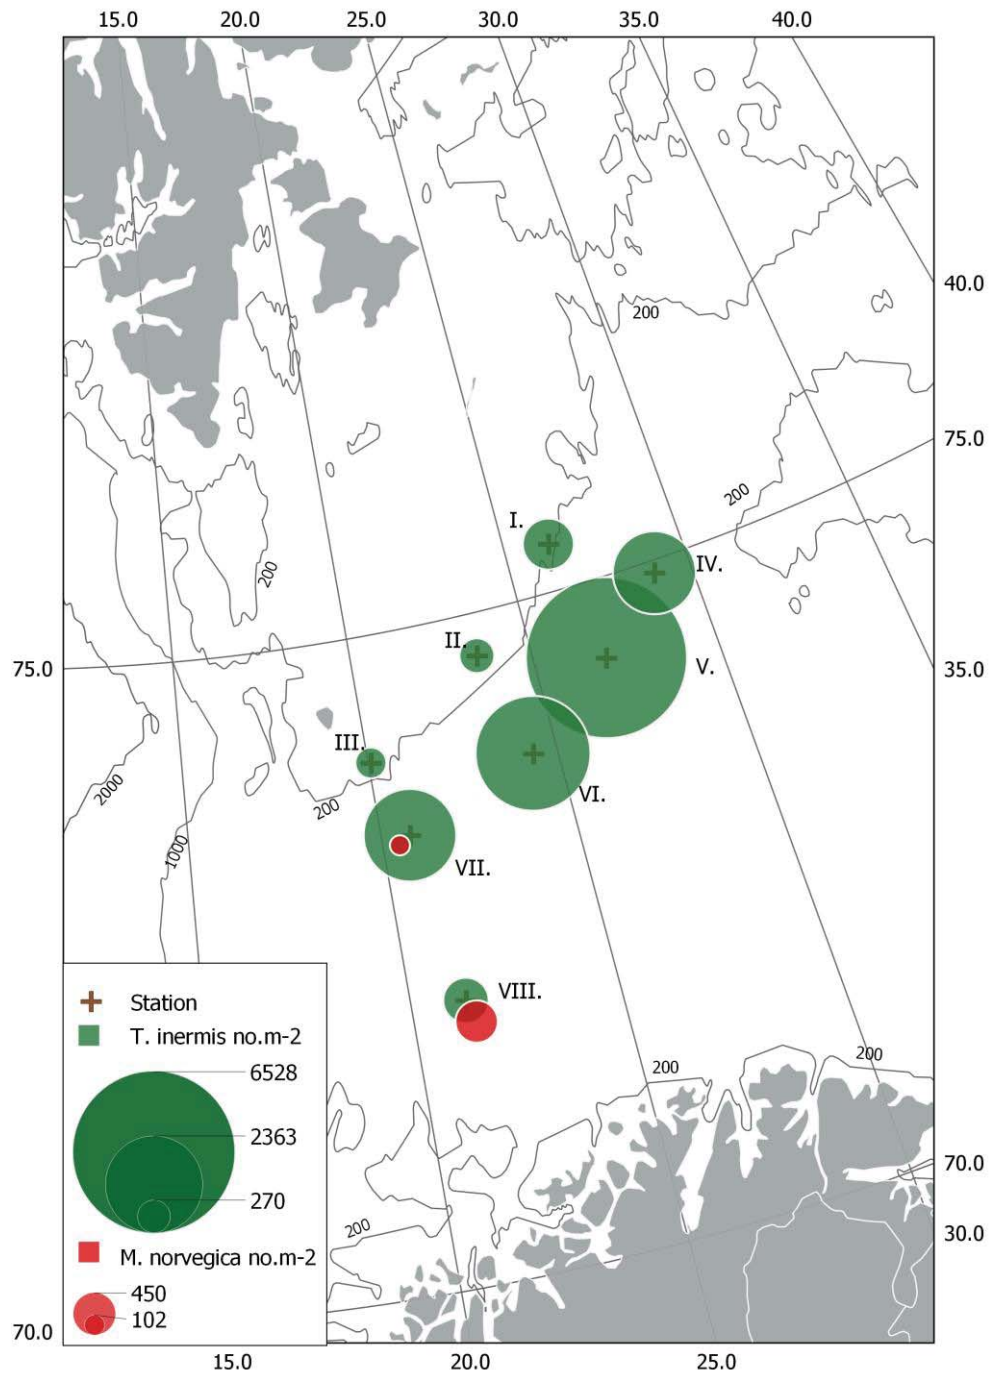 15.0 20.0 25.0 30.0 35.0 40.0
200
40.0
75.0
200
I.
IV.
200
II.
75.0
V.
35.0
III.
2000
200
VI.
1000
VII.
VIII.
Station
T. inermis no.m-2
6528
2363
270
M. norvegica no.m-2
450
102
200
200
200
70.0
30.0
70.0
15.0 20.0 25.0